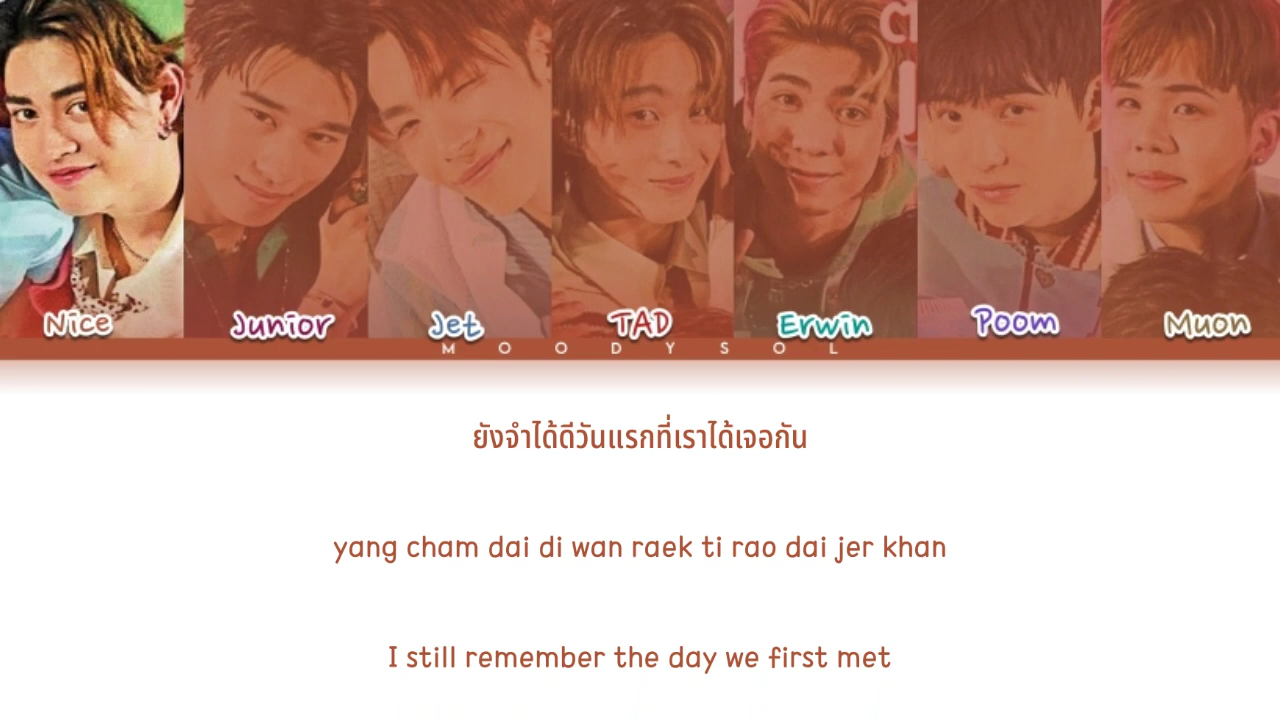 Nice Junior Jet TAD Erwin Poom Muon
MOODYSOL
ยังจำได้ดีวันแรกที่เราได้เจอกัน
yang cham dai di wan raek ti rao dai jer khan
I still remember the day we first met